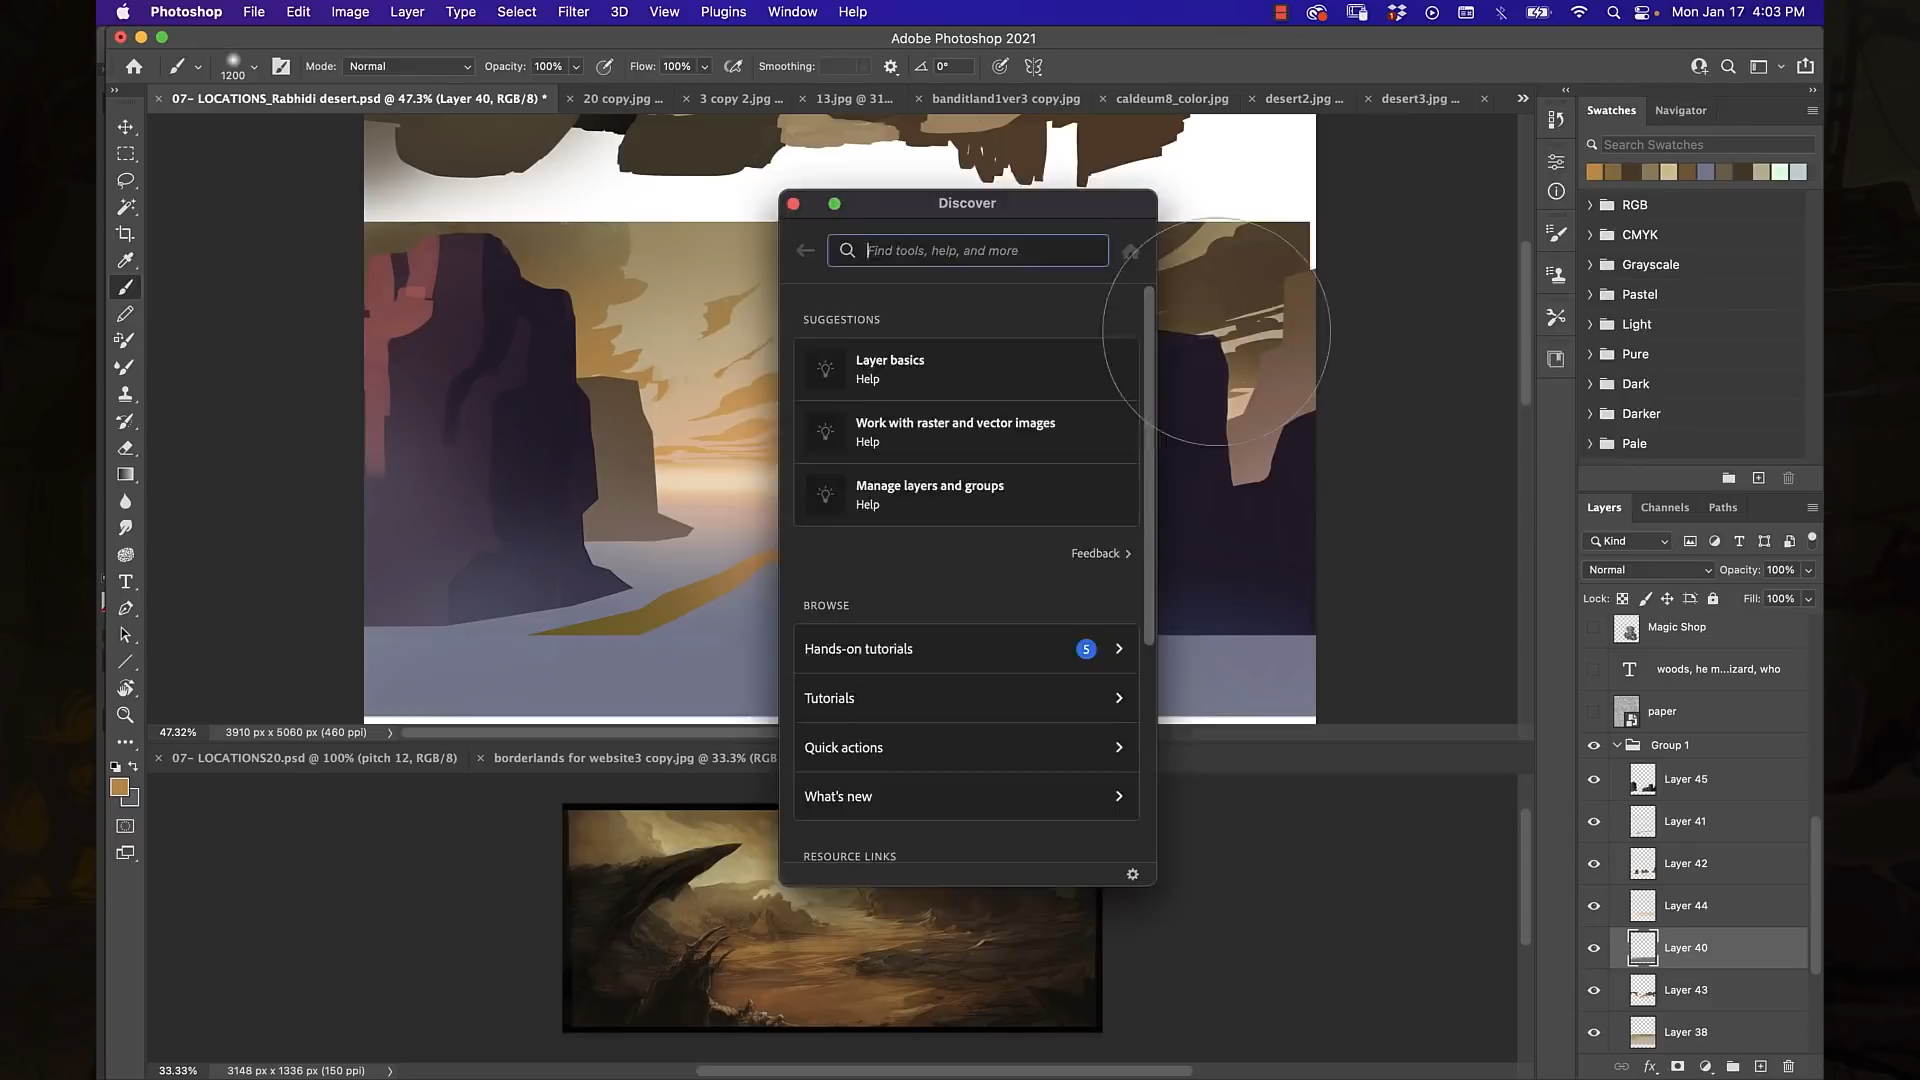 Photoshop File Edit Image Layer Type Select Filter 3D View Plugins Window Help Mon Jan 17 4:03 PM
Adobe Photoshop 2021
1200 Mode: Normal Opacity: 100% Flow: 100% Smoothing: 0°
07- LOCATIONS_Rabhidi desert.psd @ 47.3% (Layer 40, RGB/8) * 20 copy.jpg ... 3 copy 2.jpg ... 13.jpg @ 31... banditland1ver3 copy.jpg caldeum8_color.jpg desert2.jpg ... desert3.jpg ...
Swatches Navigator
Search Swatches
RGB
CMYK
Grayscale
Pastel
Light
Pure
Dark
Darker
Pale
Discover
Find tools, help, and more
SUGGESTIONS
Layer basics
Help
Work with raster and vector images
Help
Manage layers and groups
Help
Feedback
BROWSE
Hands-on tutorials 5
Tutorials
Quick actions
What's new
RESOURCE LINKS
Layers Channels Paths
Kind
Normal Opacity: 100%
Lock: Fill: 100%
Magic Shop
woods, he m...izard, who
paper
Group 1
Layer 45
Layer 41
Layer 42
Layer 44
Layer 40
Layer 43
Layer 38
47.32% 3910 px x 5060 px (460 ppi)
07- LOCATIONS20.psd @ 100% (pitch 12, RGB/8) borderlands for website3 copy.jpg @ 33.3% (RGB
33.33% 3148 px x 1336 px (150 ppi)